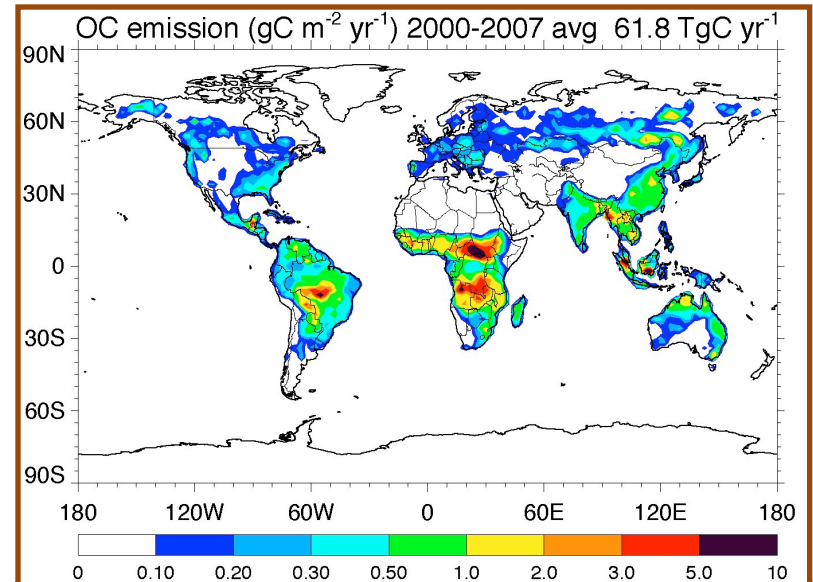 OC emission (gC m⁻² yr⁻¹) 2000-2007 avg 61.8 TgC yr⁻¹
90N
60N
30N
0
30S
60S
90S
180 120W 60W 0 60E 120E 180
0 0.10 0.20 0.30 0.50 1.0 2.0 3.0 5.0 10